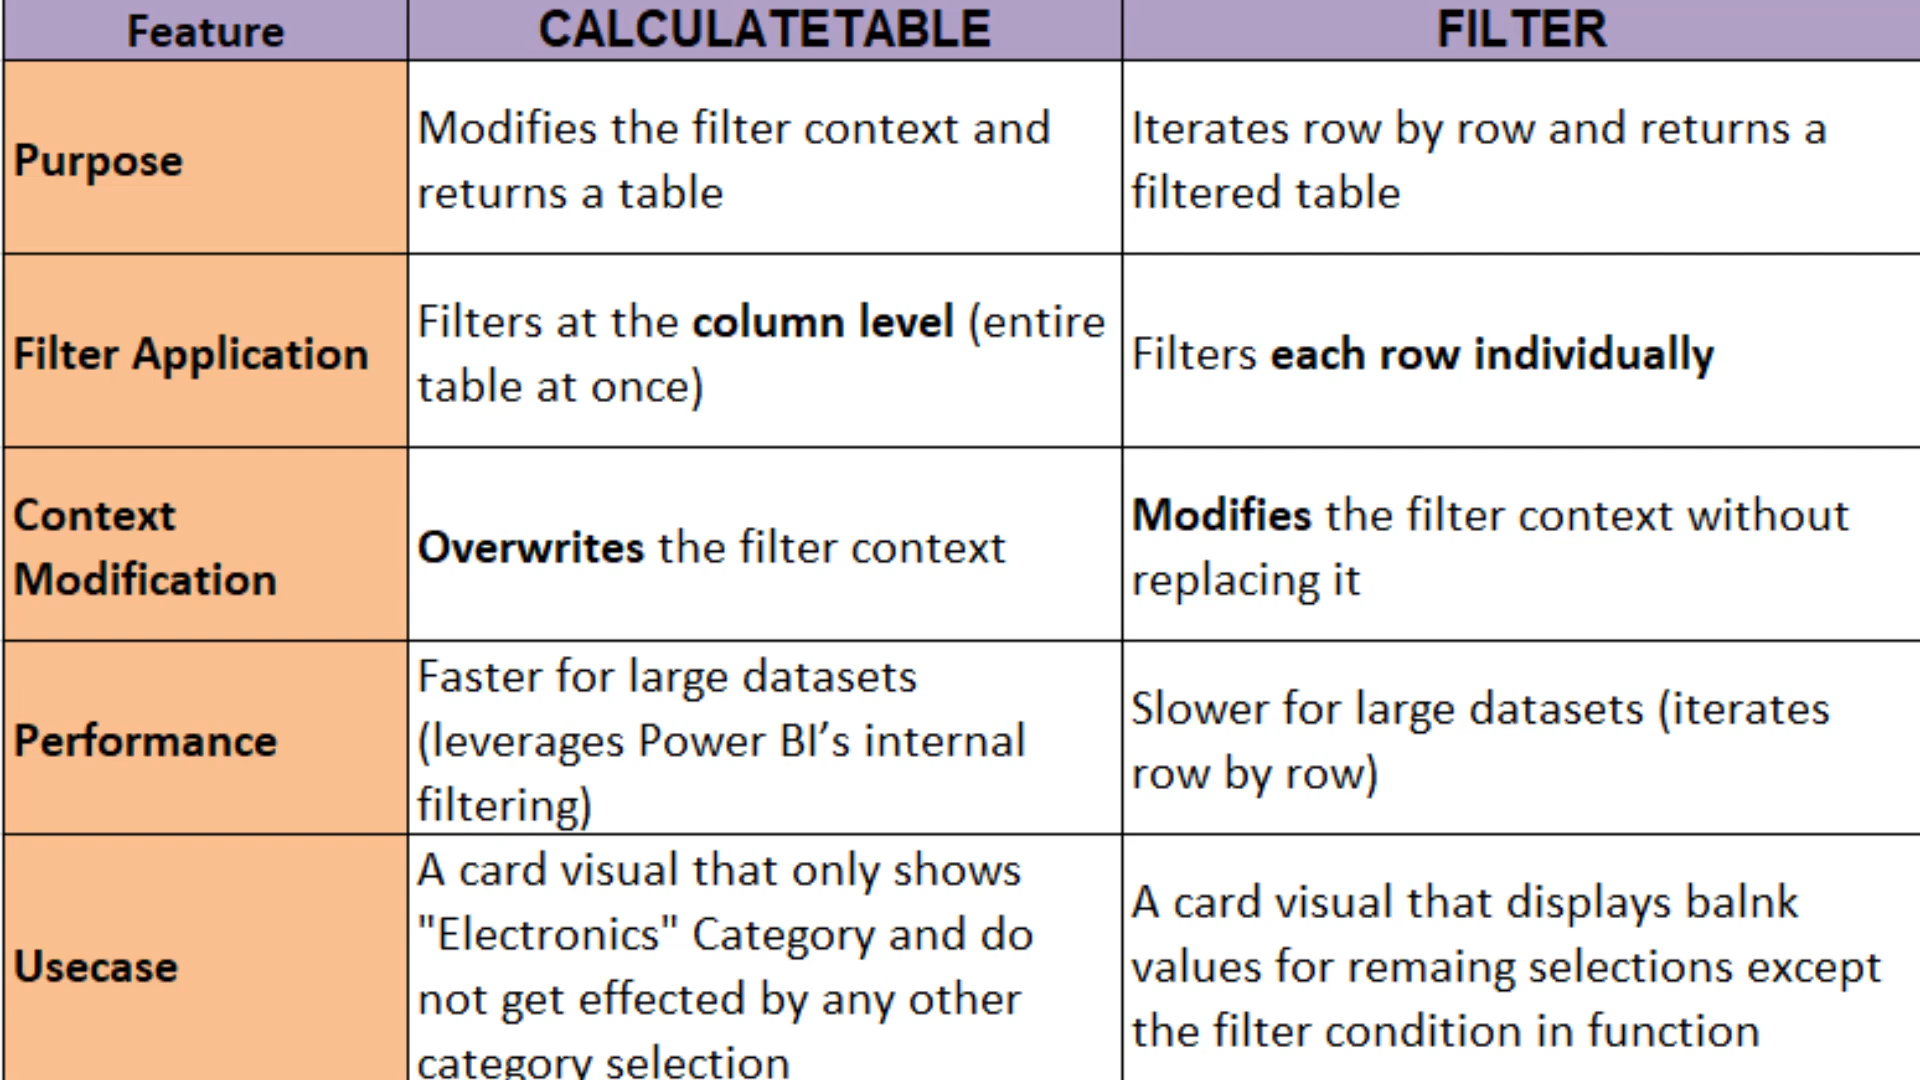 Feature CALCULATETABLE FILTER
Purpose
Modifies the filter context and
returns a table
Iterates row by row and returns a
filtered table
Filter Application
Filters at the column level (entire
table at once)
Filters each row individually
Context
Modification
Overwrites the filter context
Modifies the filter context without
replacing it
Performance
Faster for large datasets
(leverages Power BI’s internal
filtering)
Slower for large datasets (iterates
row by row)
Usecase
A card visual that only shows
"Electronics" Category and do
not get effected by any other
category selection
A card visual that displays balnk
values for remaing selections except
the filter condition in function